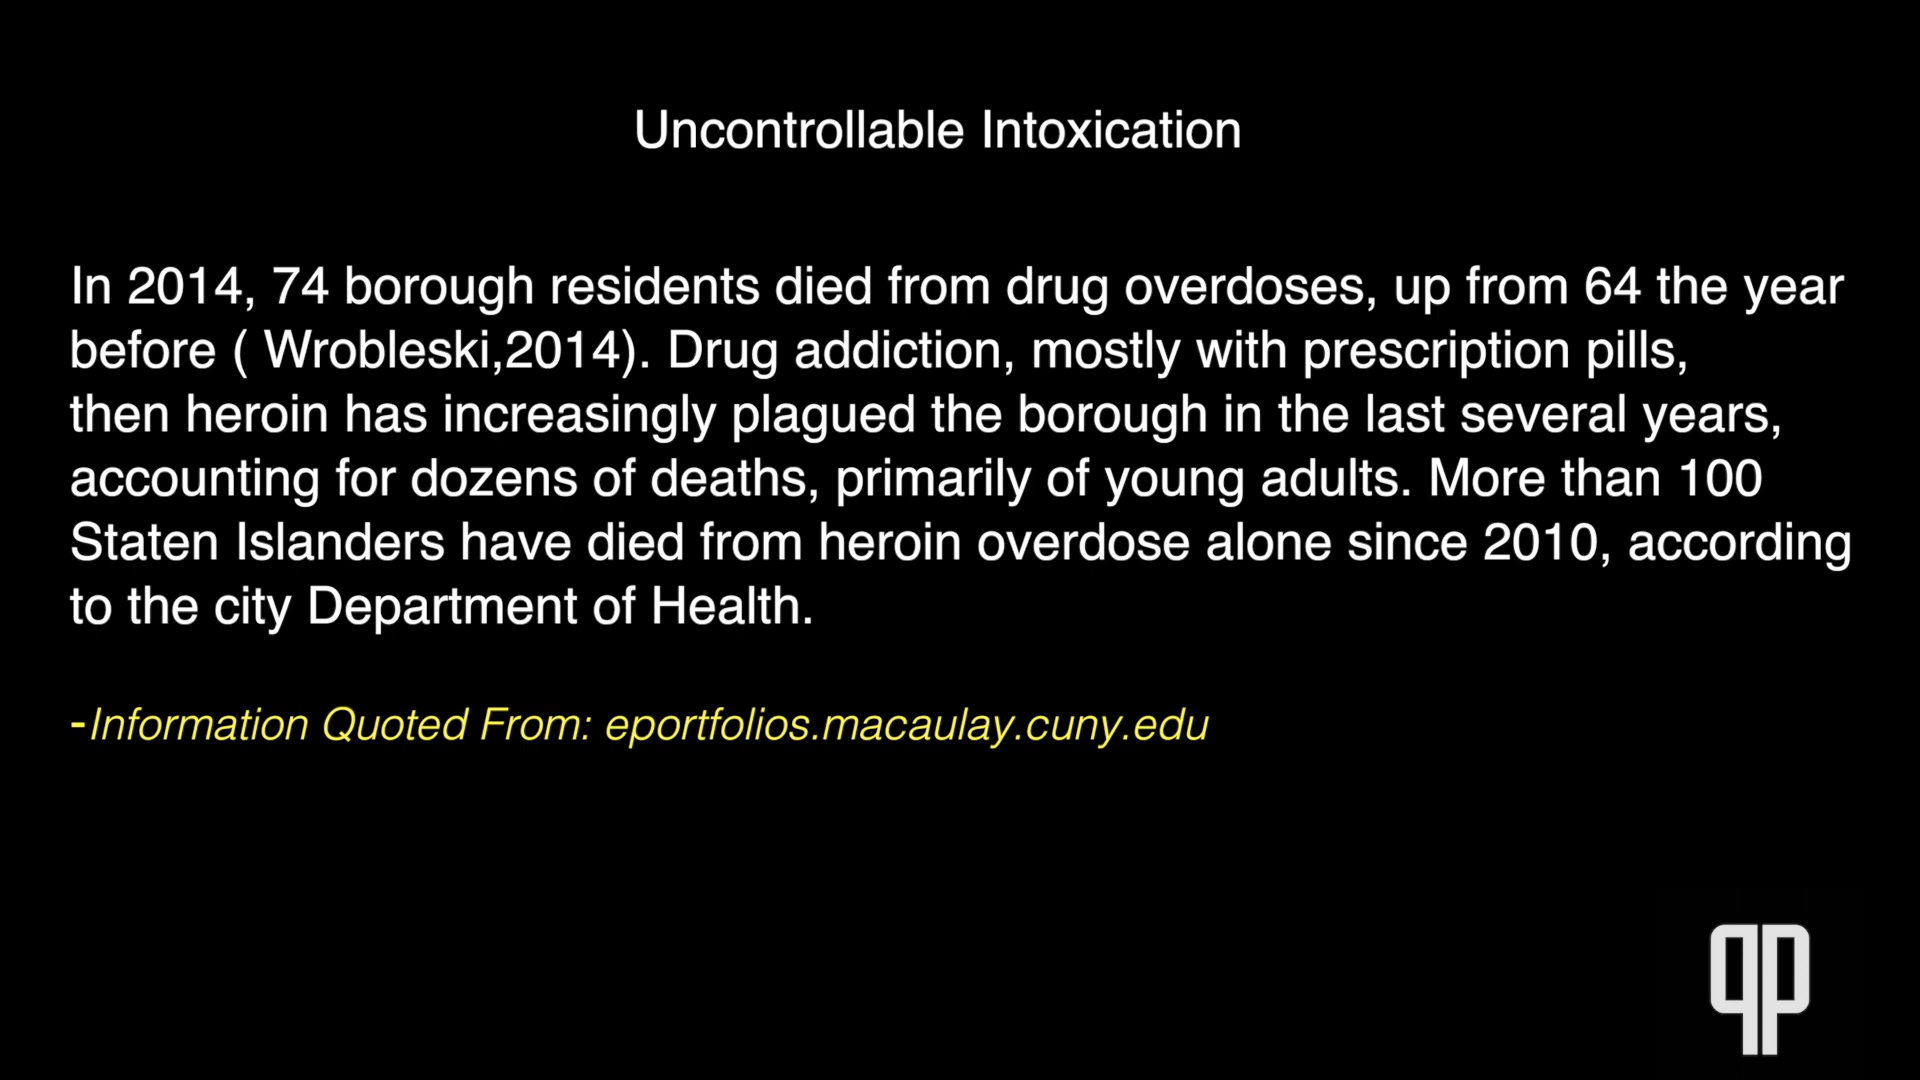 Uncontrollable Intoxication
In 2014, 74 borough residents died from drug overdoses, up from 64 the year
before ( Wrobleski,2014). Drug addiction, mostly with prescription pills,
then heroin has increasingly plagued the borough in the last several years,
accounting for dozens of deaths, primarily of young adults. More than 100
Staten Islanders have died from heroin overdose alone since 2010, according
to the city Department of Health.
-Information Quoted From: eportfolios.macaulay.cuny.edu